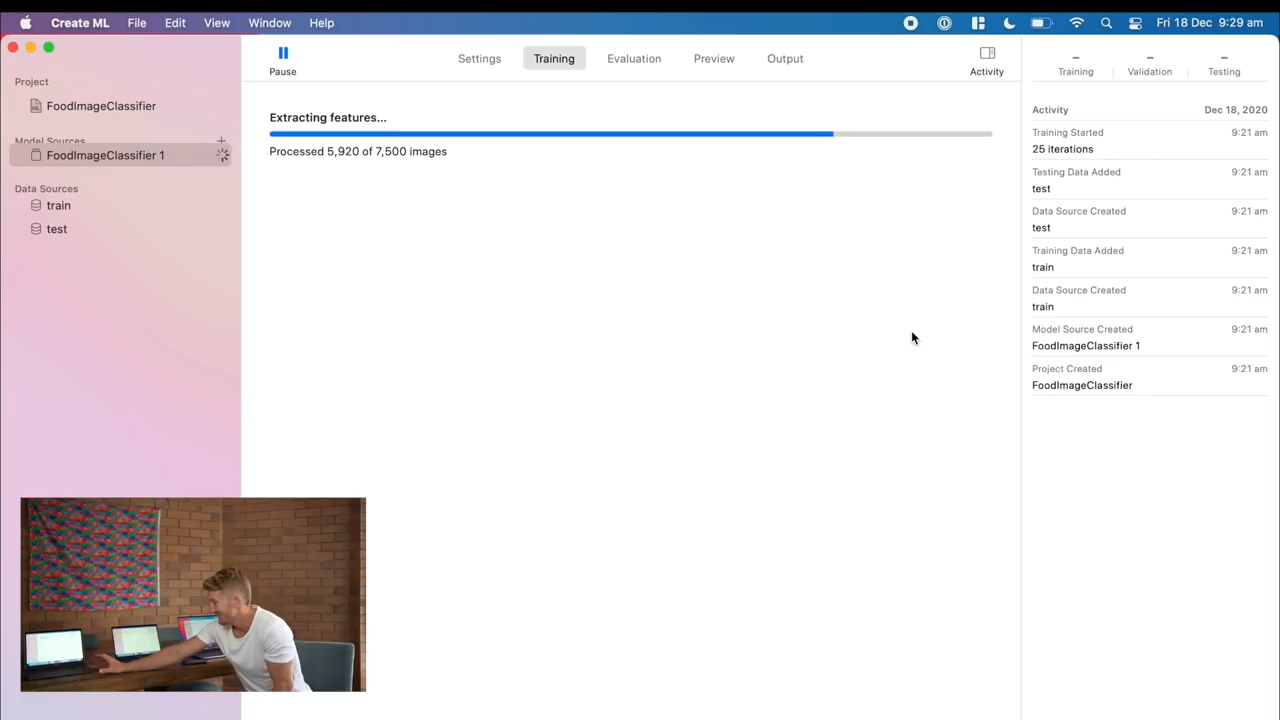 Create ML File Edit View Window Help Fri 18 Dec 9:29 am
Project
FoodImageClassifier
Model Sources +
FoodImageClassifier 1
Data Sources
train
test
Pause
Settings Training Evaluation Preview Output
Activity
Extracting features...
Processed 5,920 of 7,500 images
– – –
Training Validation Testing
Activity Dec 18, 2020
Training Started 9:21 am
25 iterations
Testing Data Added 9:21 am
test
Data Source Created 9:21 am
test
Training Data Added 9:21 am
train
Data Source Created 9:21 am
train
Model Source Created 9:21 am
FoodImageClassifier 1
Project Created 9:21 am
FoodImageClassifier